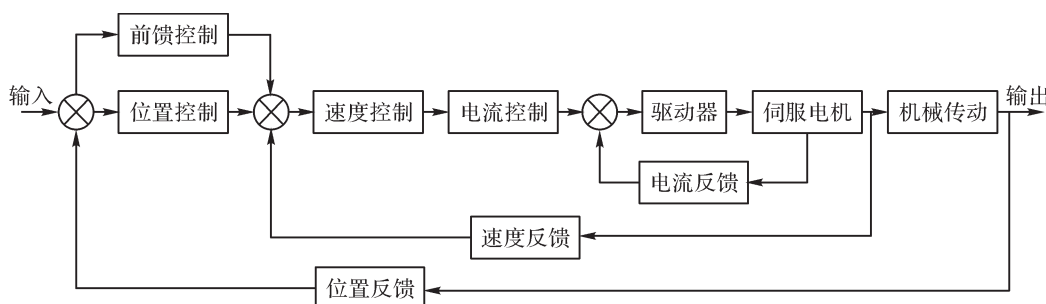 前馈控制
输入
位置控制
速度控制
电流控制
驱动器
伺服电机
机械传动
输出
电流反馈
速度反馈
位置反馈